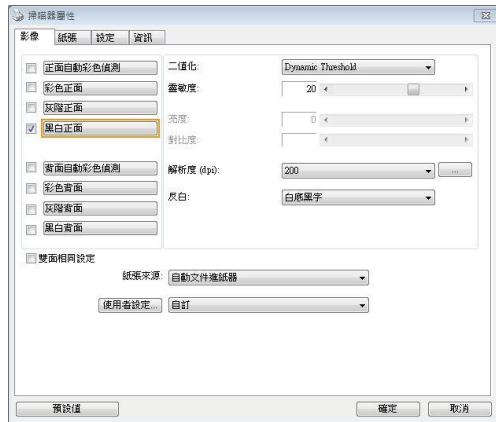 掃瞄器屬性
影像 紙張 設定 資訊
正面自動彩色偵測
彩色正面
灰階正面
黑白正面
背面自動彩色偵測
彩色背面
灰階背面
黑白背面
二值化: Dynamic Threshold
靈敏度: 20
亮度: 0
對比度:
解析度 (dpi): 200 ...
反白: 白底黑字
雙面相同設定
紙張來源: 自動文件進紙器
使用者設定... 自訂
預設值 確定 取消